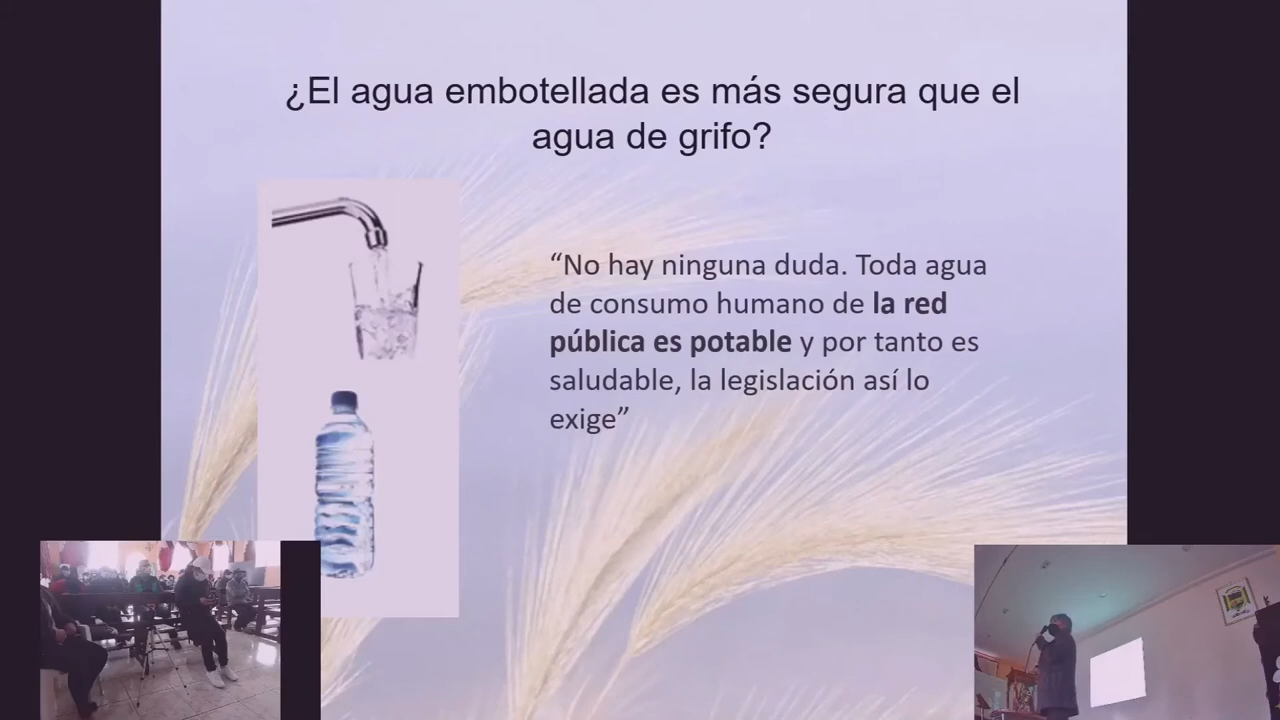 ¿El agua embotellada es más segura que el
agua de grifo?
“No hay ninguna duda. Toda agua
de consumo humano de la red
pública es potable y por tanto es
saludable, la legislación así lo
exige”